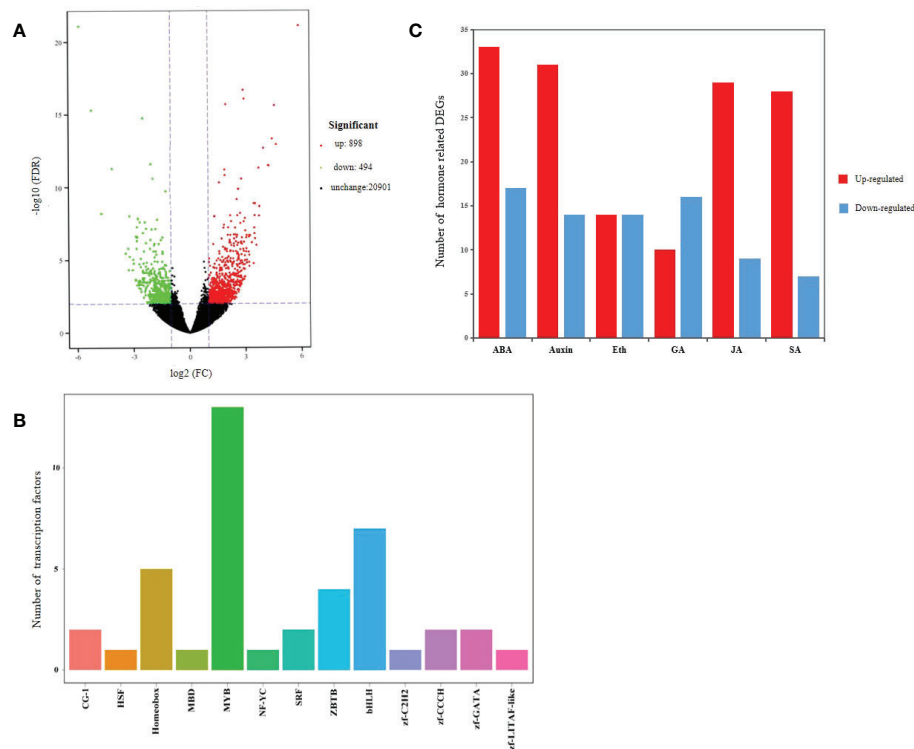 A
20
15
10
5
0
-6
-3
0
3
6
-log10 (FDR)
log2 (FC)
Significant
up: 898
down: 494
unchange:20901
C
35
30
25
20
15
10
5
0
Number of hormone related DEGs
ABA
Auxin
Eth
GA
JA
SA
Up-regulated
Down-regulated
B
10
5
0
Number of transcription factors
CG-1
HSF
Homeobox
MBD
MYB
NF-YC
SRF
ZBTB
bHLH
zf-C2H2
zf-CCCH
zf-GATA
zf-LITAF-like